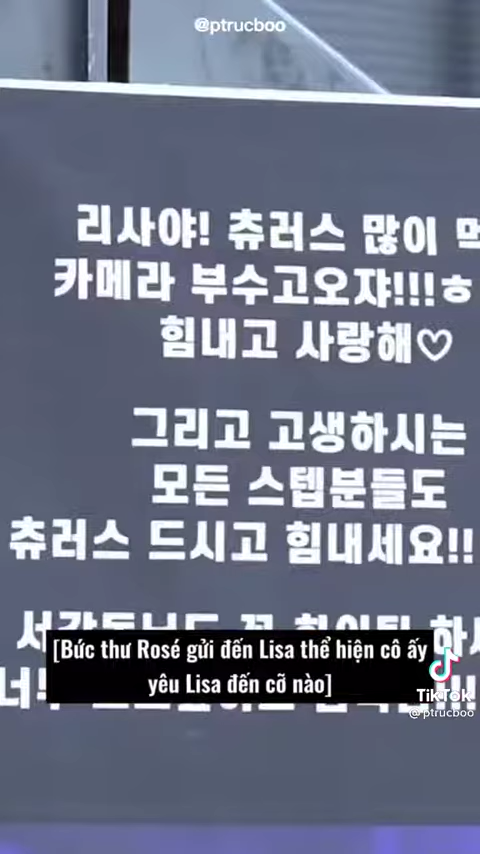 @ptrucboo
리사야! 츄러스 많이
카메라 부수고오쟈!!!ㅎ
힘내고 사랑해♡
그리고 고생하시는
모든 스텝분들도
츄러스 드시고 힘내세요!!
[Bức thư Rosé gửi đến Lisa thể hiện cô ấy
yêu Lisa đến cỡ nào]
TikTok
@ptrucboo